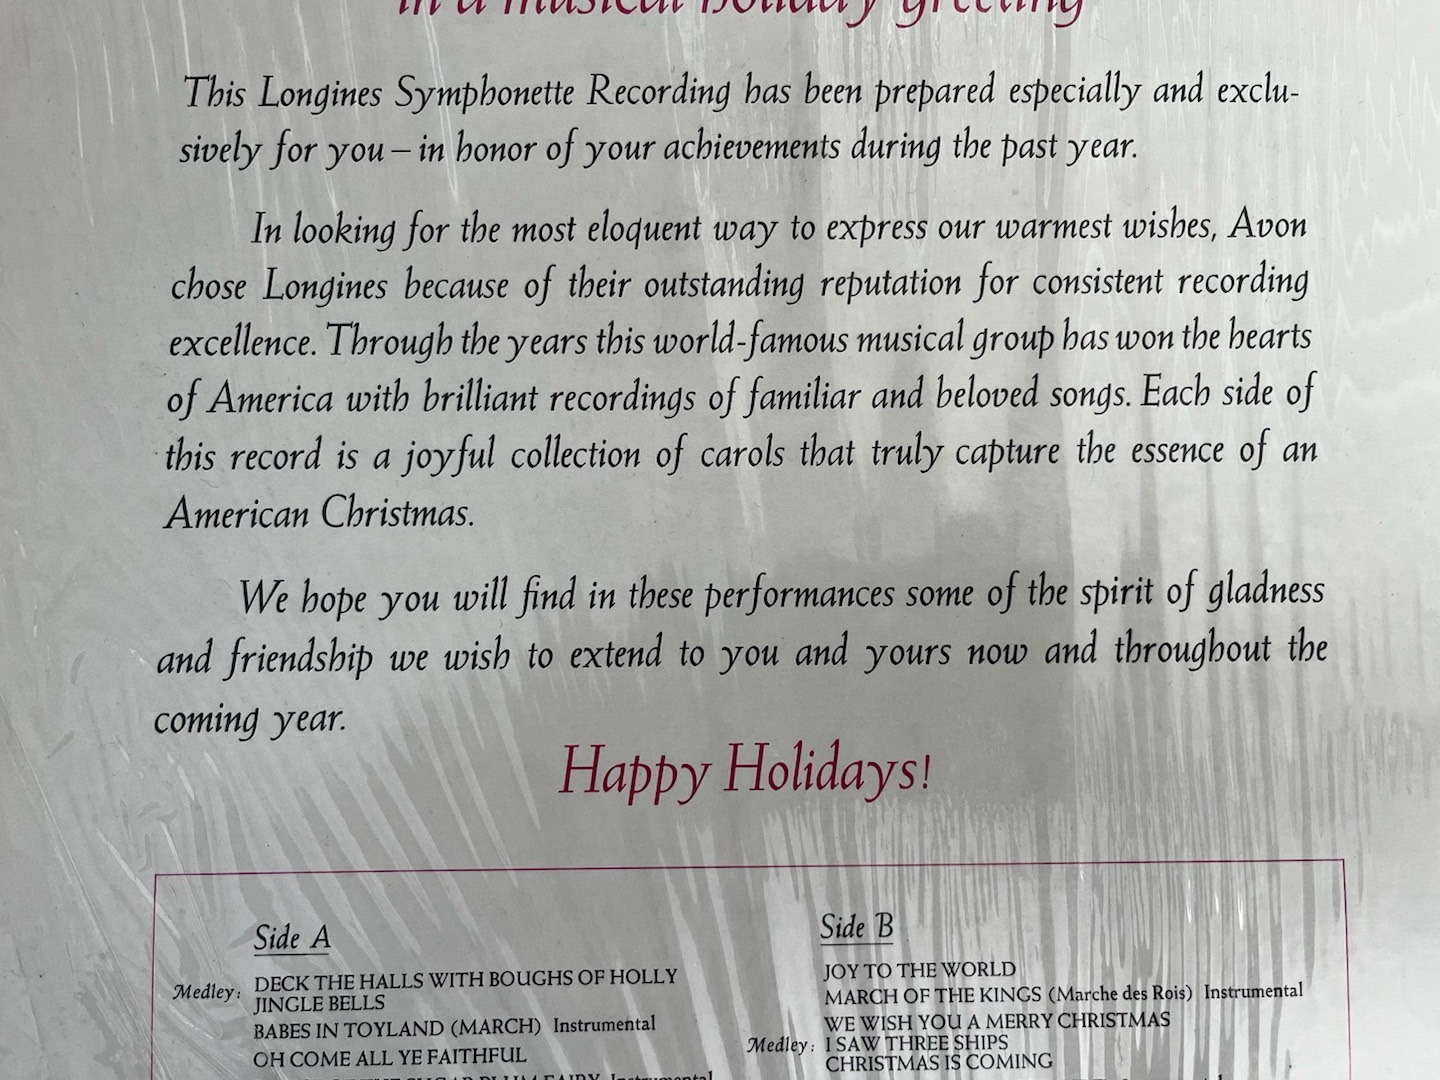 in a musical holiday greeting
This Longines Symphonette Recording has been prepared especially and exclu-
sively for you – in honor of your achievements during the past year.
In looking for the most eloquent way to express our warmest wishes, Avon
chose Longines because of their outstanding reputation for consistent recording
excellence. Through the years this world-famous musical group has won the hearts
of America with brilliant recordings of familiar and beloved songs. Each side of
this record is a joyful collection of carols that truly capture the essence of an
American Christmas.
We hope you will find in these performances some of the spirit of gladness
and friendship we wish to extend to you and yours now and throughout the
coming year.
Happy Holidays!
Side A
Medley: DECK THE HALLS WITH BOUGHS OF HOLLY
JINGLE BELLS
BABES IN TOYLAND (MARCH) Instrumental
OH COME ALL YE FAITHFUL
SUGAR PLUM FAIRY Instrumental
Side B
JOY TO THE WORLD
MARCH OF THE KINGS (Marche des Rois) Instrumental
WE WISH YOU A MERRY CHRISTMAS
Medley: I SAW THREE SHIPS
CHRISTMAS IS COMING